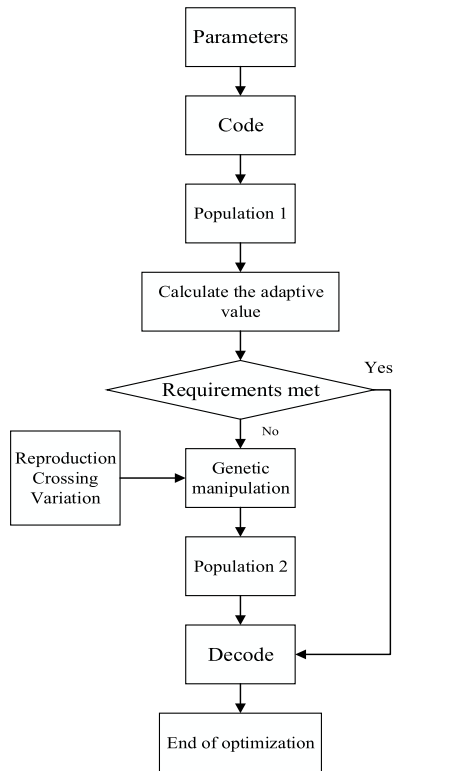 Parameters
Code
Population 1
Calculate the adaptive
value
Yes
Requirements met
No
Reproduction
Crossing
Variation
Genetic
manipulation
Population 2
Decode
End of optimization